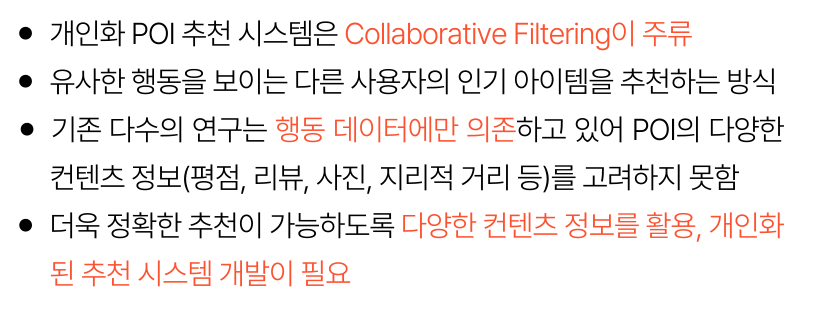 • 개인화 POI 추천 시스템은 Collaborative Filtering이 주류
• 유사한 행동을 보이는 다른 사용자의 인기 아이템을 추천하는 방식
• 기존 다수의 연구는 행동 데이터에만 의존하고 있어 POI의 다양한
컨텐츠 정보(평점, 리뷰, 사진, 지리적 거리 등)를 고려하지 못함
• 더욱 정확한 추천이 가능하도록 다양한 컨텐츠 정보를 활용, 개인화
된 추천 시스템 개발이 필요